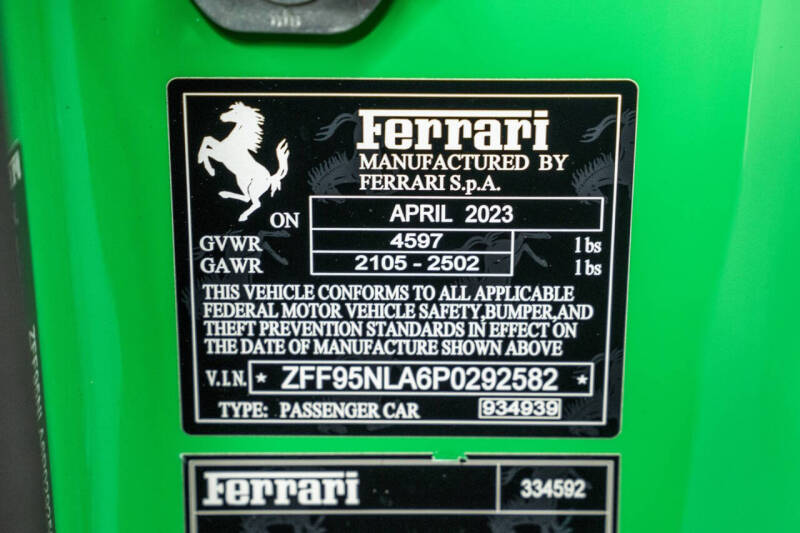 Ferrari
MANUFACTURED BY
FERRARI S.p.A.
ON APRIL 2023
GVWR 4597 lbs
GAWR 2105 - 2502 lbs
THIS VEHICLE CONFORMS TO ALL APPLICABLE
FEDERAL MOTOR VEHICLE SAFETY,BUMPER,AND
THEFT PREVENTION STANDARDS IN EFFECT ON
THE DATE OF MANUFACTURE SHOWN ABOVE
V.I.N. * ZFF95NLA6P0292582 *
TYPE: PASSENGER CAR 934939
Ferrari 334592